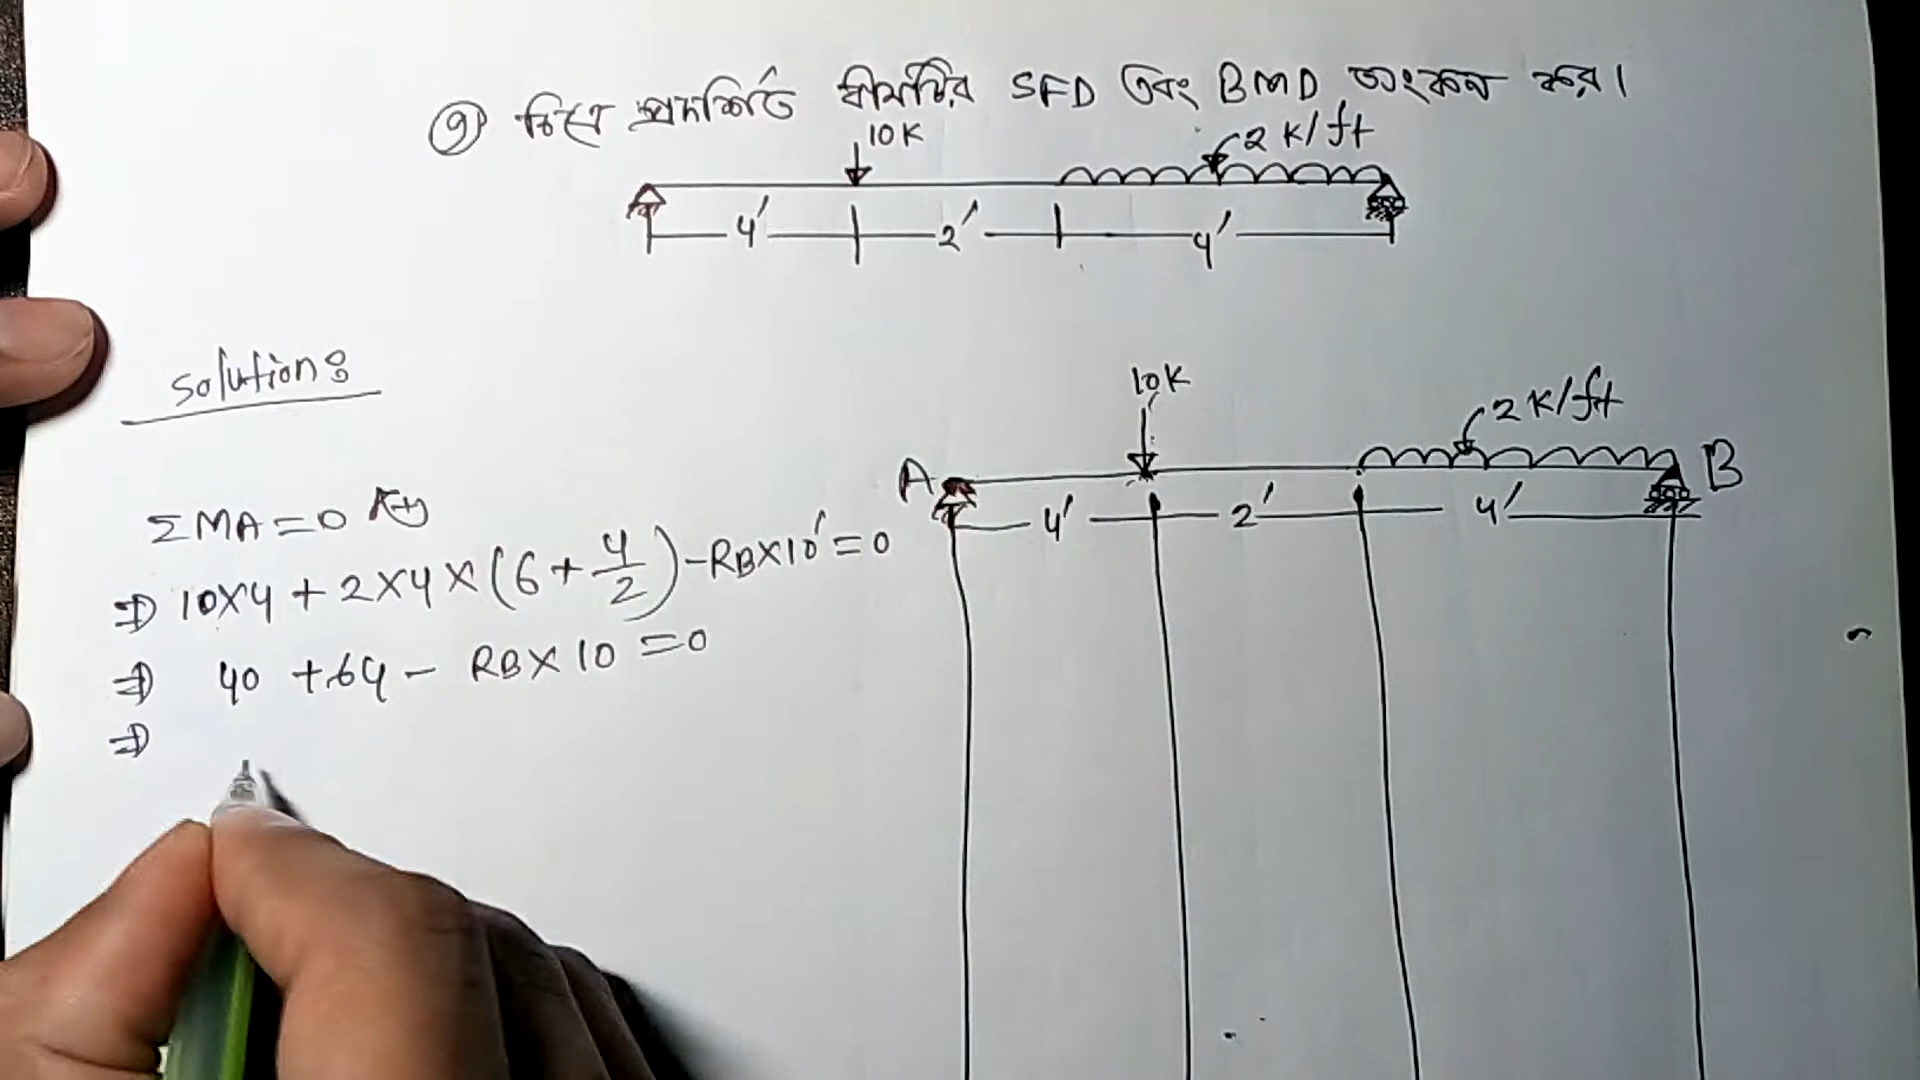 ৩) চিত্রে প্রদর্শিত বীমটির SFD এবং BMD অংকন কর।
10K
2 K/ft
4' 2' 4'
Solution:
10K
2 K/ft
A B
4' 2' 4'
ΣMA=0
⇒ 10×4 + 2×4×(6+4/2)-RB×10'=0
⇒ 40 +64 - RB×10 =0
⇒